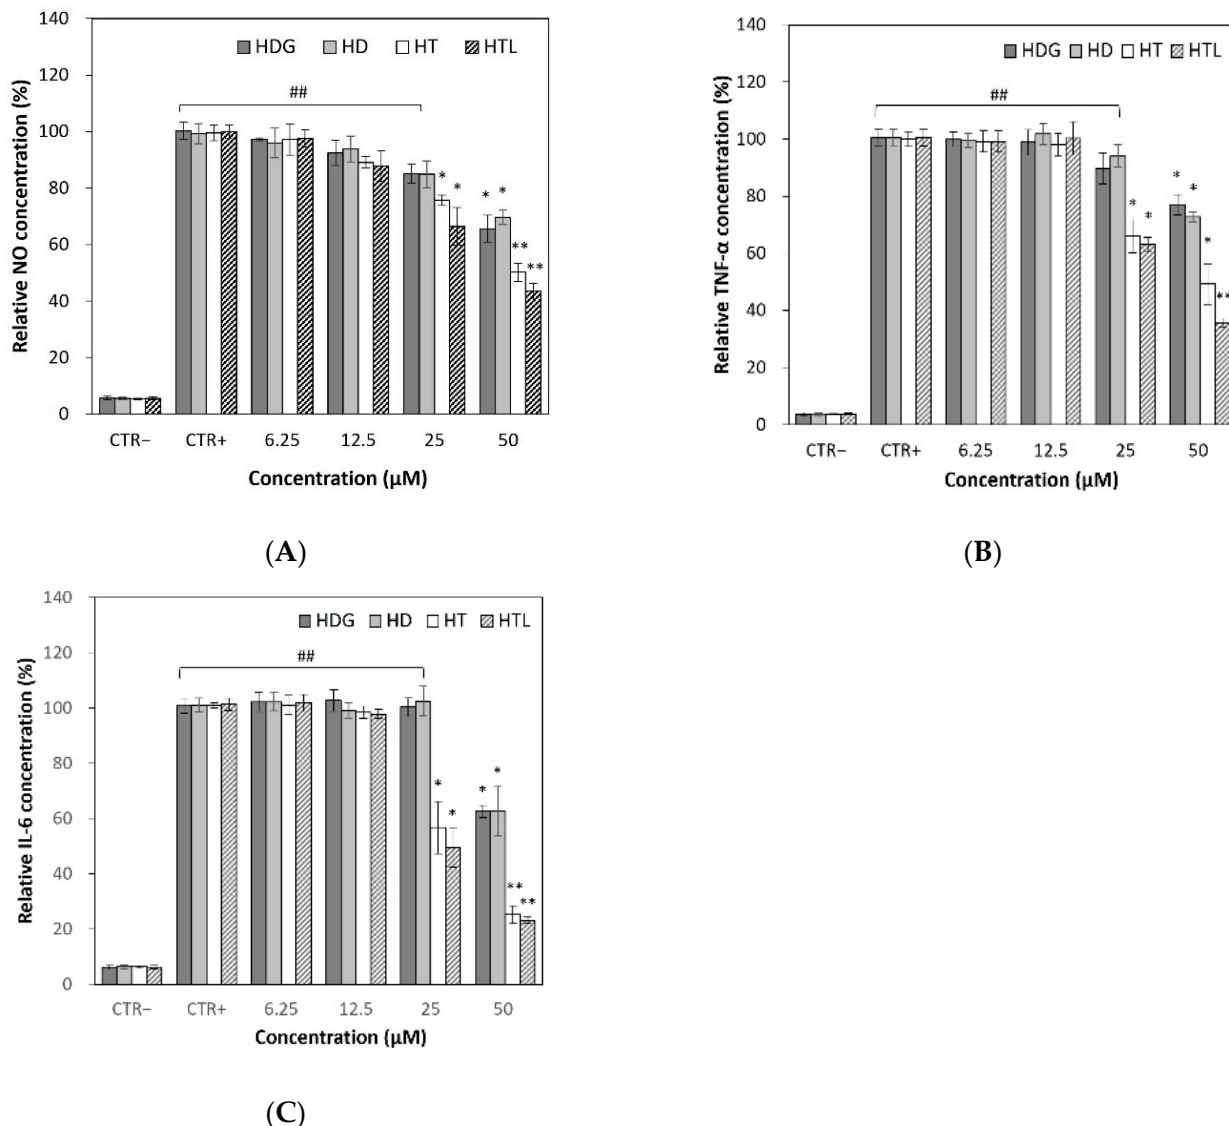 140
120
100
80
60
40
20
0
Relative NO concentration (%)
HDG HD HT HTL
##
* *
* *
**
**
CTR− CTR+ 6.25 12.5 25 50
Concentration (µM)
(A)
140
120
100
80
60
40
20
0
Relative TNF-α concentration (%)
HDG HD HT HTL
##
* *
* *
*
**
CTR− CTR+ 6.25 12.5 25 50
Concentration (µM)
(B)
140
120
100
80
60
40
20
0
Relative IL-6 concentration (%)
HDG HD HT HTL
##
* *
* *
**
**
CTR− CTR+ 6.25 12.5 25 50
Concentration (µM)
(C)